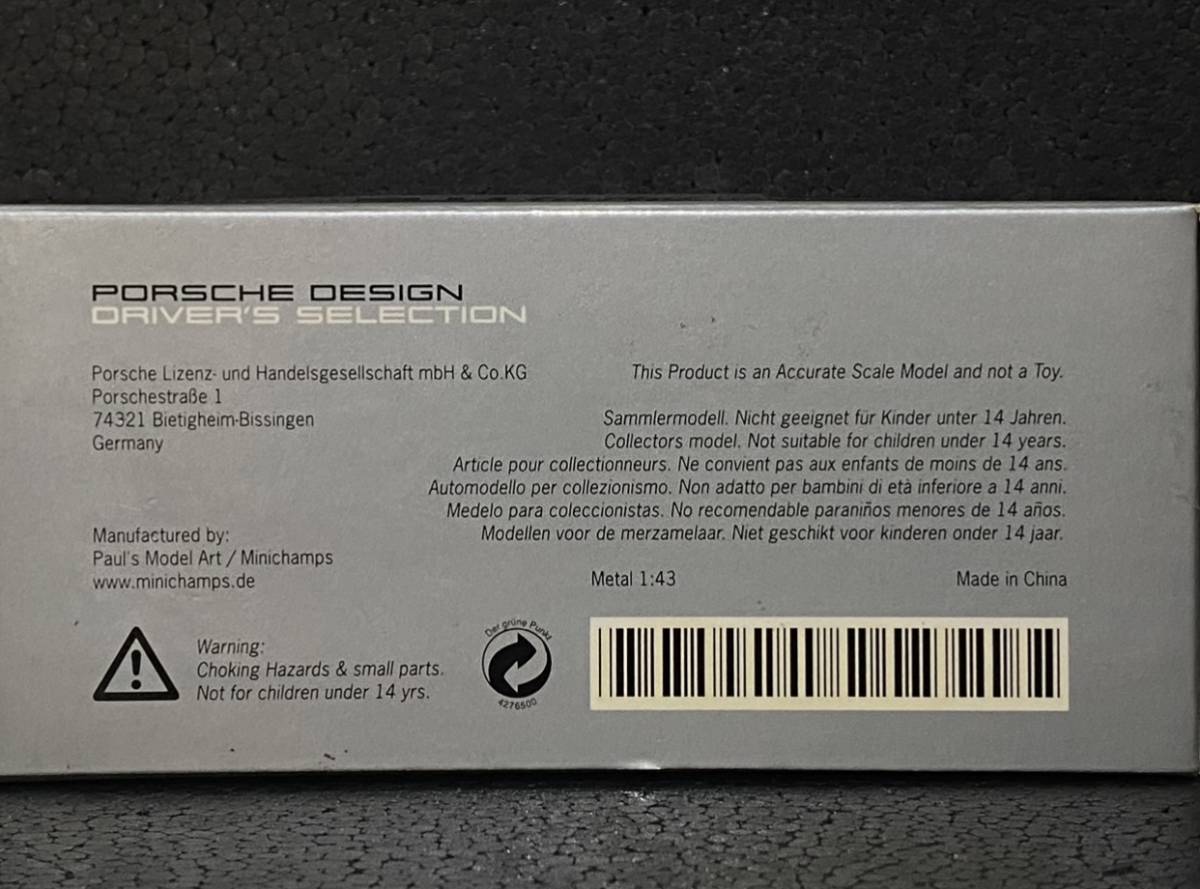 PORSCHE DESIGN
DRIVER'S SELECTION
Porsche Lizenz- und Handelsgesellschaft mbH & Co.KG
Porschestraße 1
74321 Bietigheim-Bissingen
Germany
Manufactured by:
Paul's Model Art / Minichamps
www.minichamps.de
Warning:
Choking Hazards & small parts.
Not for children under 14 yrs.
Der grüne Punkt
4276500
This Product is an Accurate Scale Model and not a Toy.
Sammlermodell. Nicht geeignet für Kinder unter 14 Jahren.
Collectors model. Not suitable for children under 14 years.
Article pour collectionneurs. Ne convient pas aux enfants de moins de 14 ans.
Automodello per collezionismo. Non adatto per bambini di età inferiore a 14 anni.
Medelo para coleccionistas. No recomendable paraniños menores de 14 años.
Modellen voor de merzamelaar. Niet geschikt voor kinderen onder 14 jaar.
Metal 1:43
Made in China